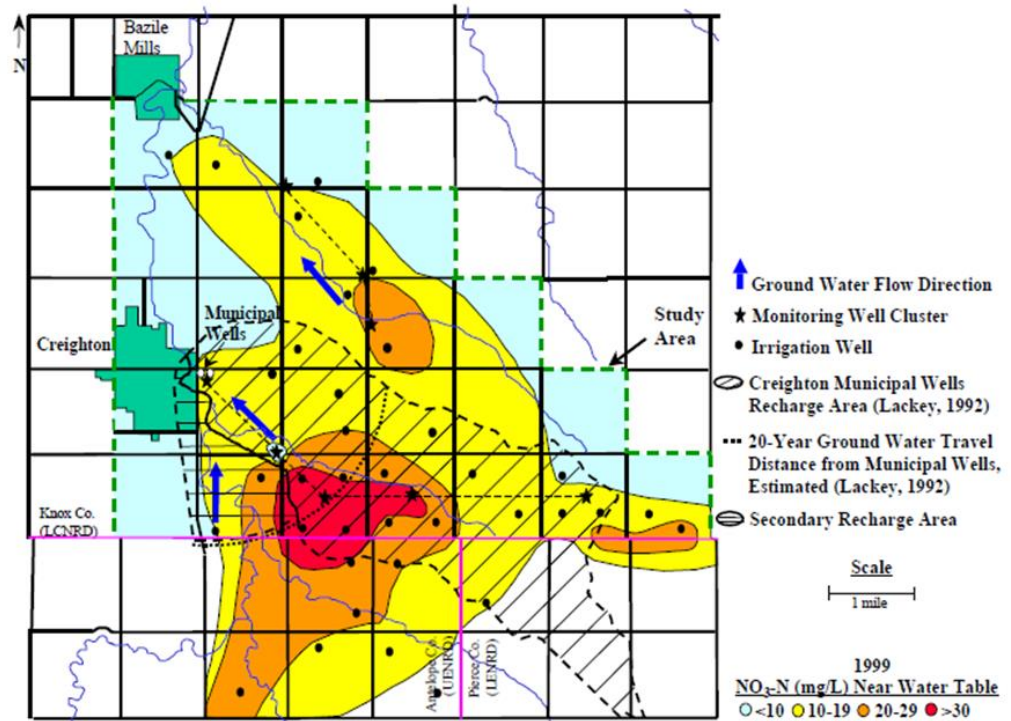 N
Bazile
Mills
Municipal
Wells
Creighton
Study
Area
Knox Co.
(LCNRD)
Antelope Co.
(UENRD)
Pierce Co.
(LENRD)
Ground Water Flow Direction
Monitoring Well Cluster
Irrigation Well
Creighton Municipal Wells
Recharge Area (Lackey, 1992)
20-Year Ground Water Travel
Distance from Municipal Wells,
Estimated (Lackey, 1992)
Secondary Recharge Area
Scale
1 mile
1999
NO₃-N (mg/L) Near Water Table
<10 10-19 20-29 >30